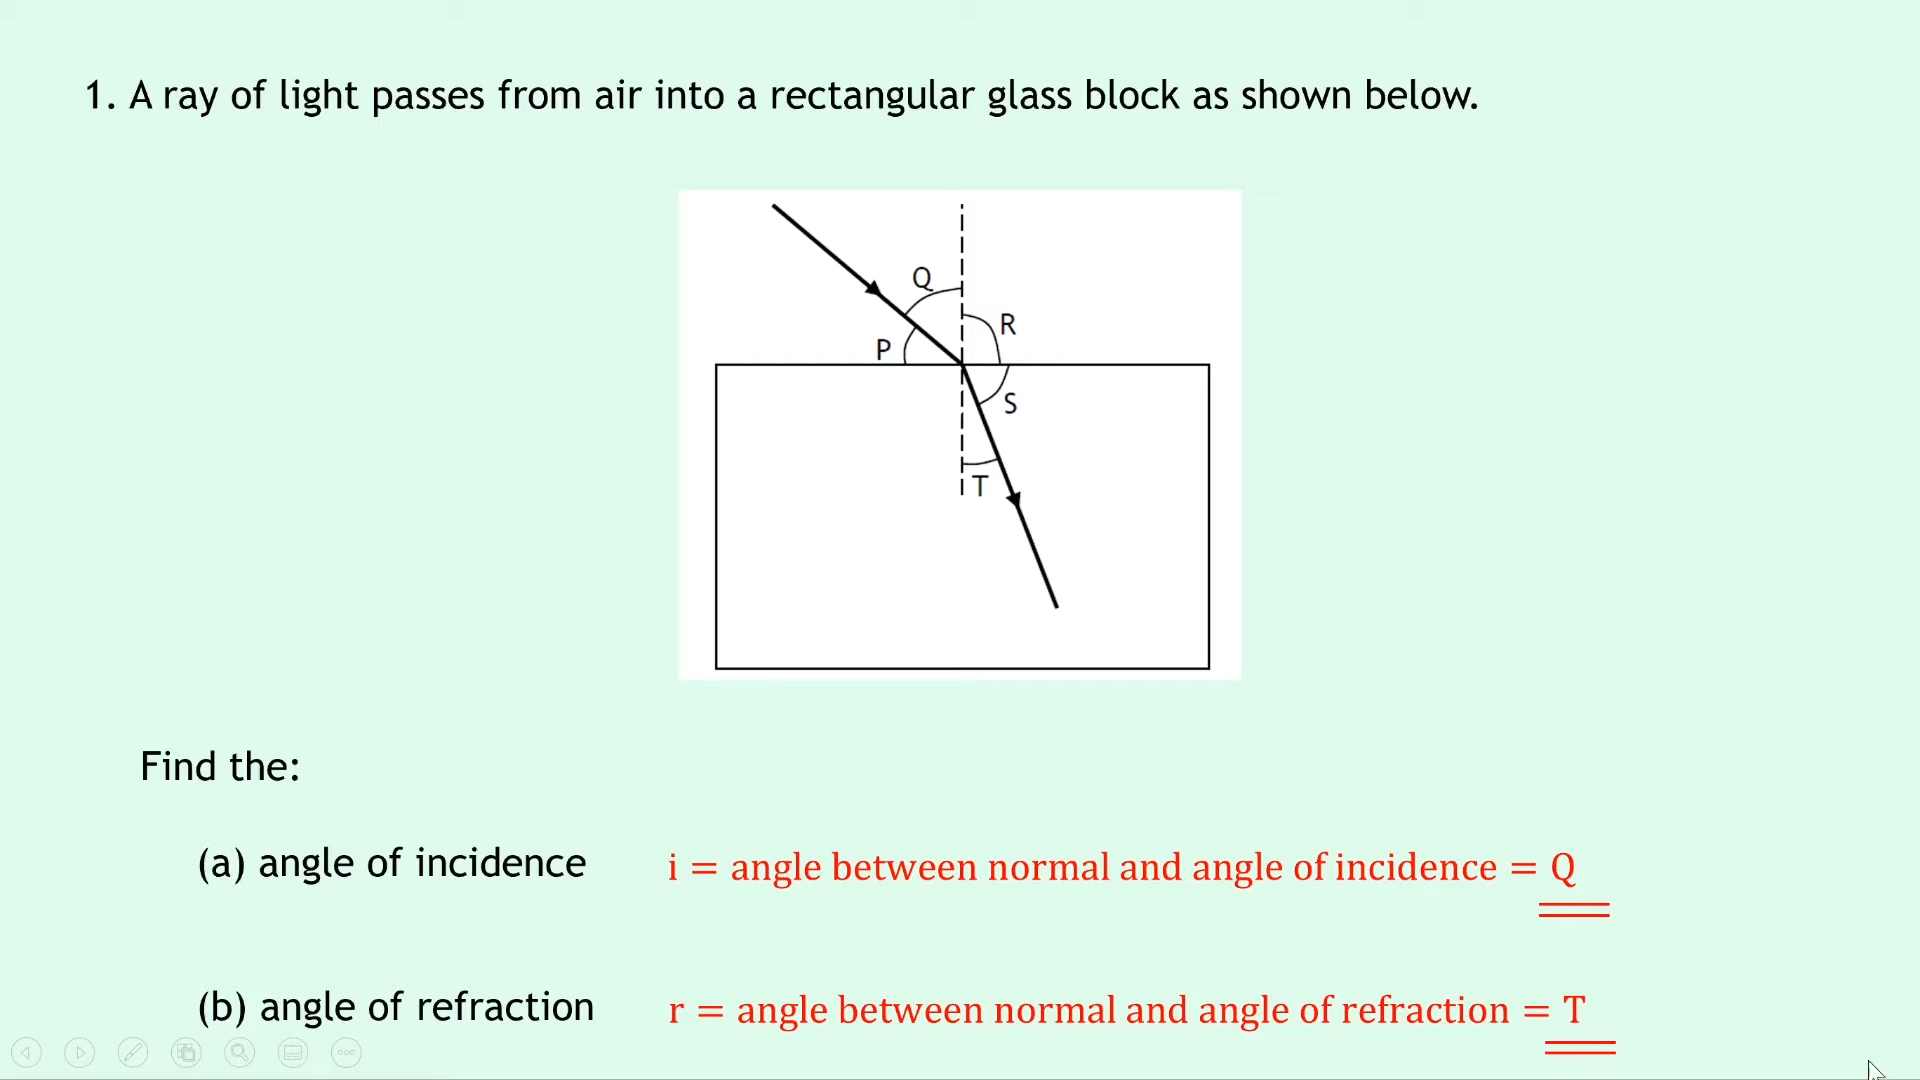 1. A ray of light passes from air into a rectangular glass block as shown below.
Q
R
P
S
T
Find the:
(a) angle of incidence i = angle between normal and angle of incidence = Q
(b) angle of refraction r = angle between normal and angle of refraction = T